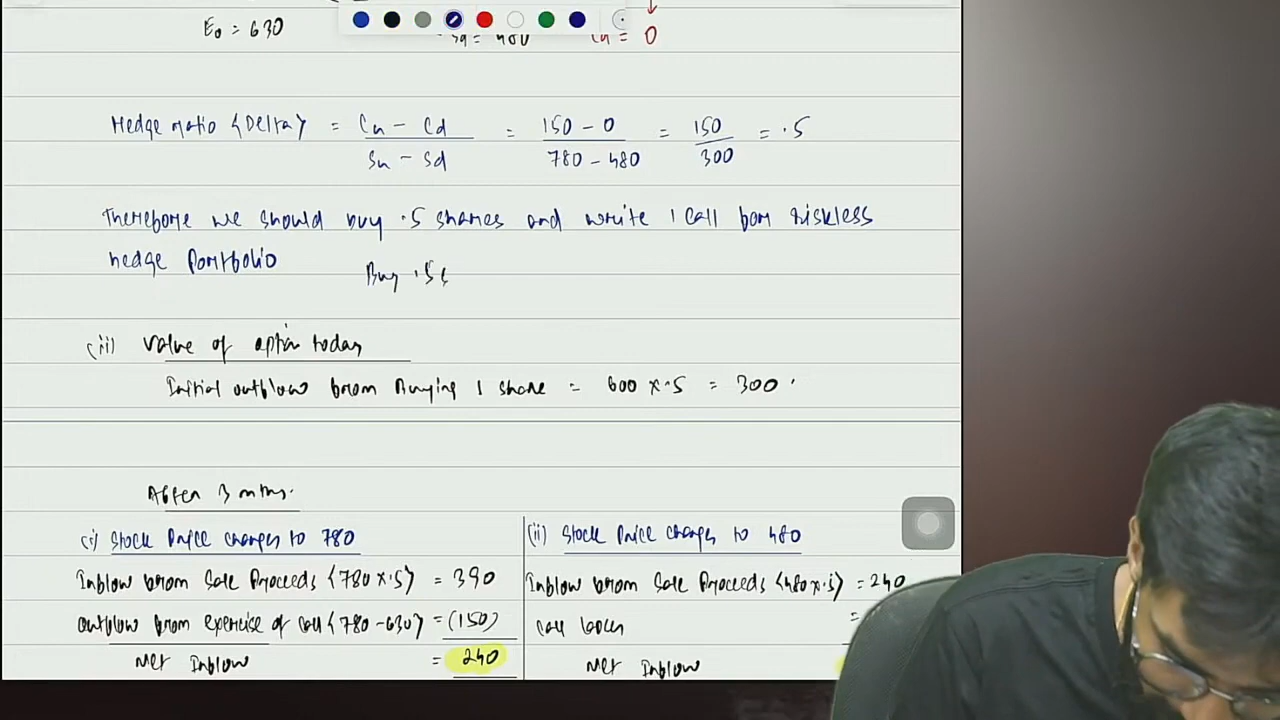 E₀ = 630
Sd = 480
Cd = 0
Hedge ratio {Delta} = Cu - Cd / Su - Sd = 150 - 0 / 780 - 480 = 150 / 300 = .5
Therefore we should buy .5 shares and write 1 call for riskless
hedge Portfolio
Buy .5s
(iii) Value of option today
Initial outflow from Buying 1 share = 600 x .5 = 300
After 3 mths.
(i) Stock Price changes to 780
Inflow from Sale Proceeds {780 x .5} = 390
outflow from exercise of call {780 - 630} = (150)
Net Inflow = 240
(ii) Stock Price changes to 480
Inflow from Sale Proceeds {480 x .5} = 240
Call lapses =
Net Inflow